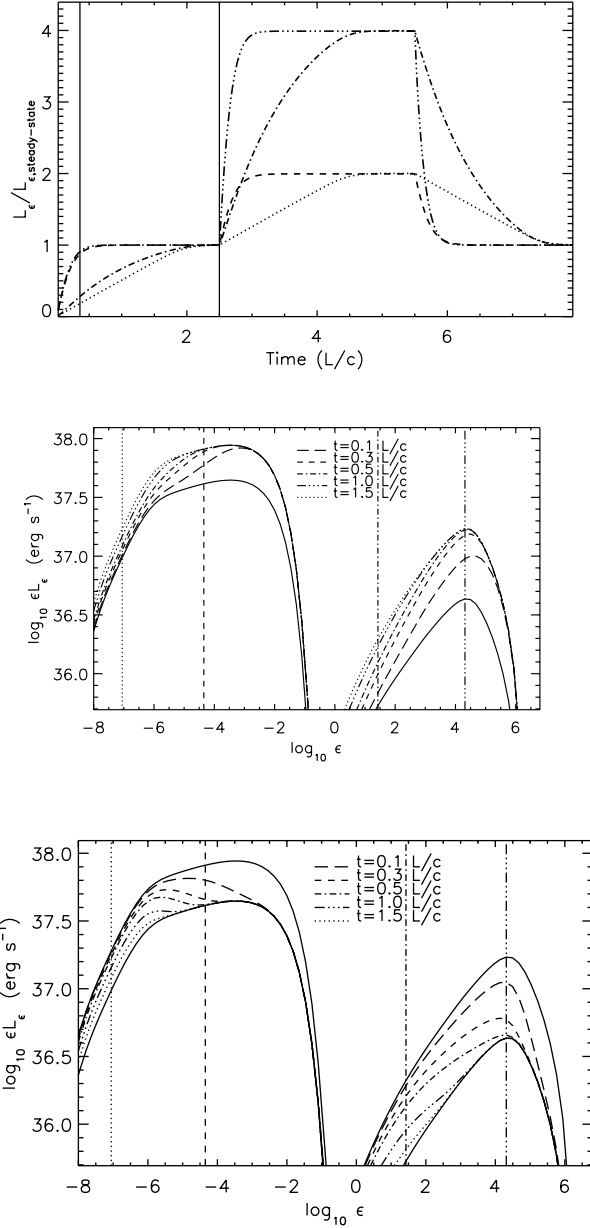 4
3
2
1
0
L_ε/L_ε,steady−state
2
4
6
Time (L/c)
38.0
37.5
37.0
36.5
36.0
log₁₀ εL_ε (erg s⁻¹)
t=0.1 L/c
t=0.3 L/c
t=0.5 L/c
t=1.0 L/c
t=1.5 L/c
−8 −6 −4 −2 0 2 4 6
log₁₀ ε
38.0
37.5
37.0
36.5
36.0
log₁₀ εL_ε (erg s⁻¹)
t=0.1 L/c
t=0.3 L/c
t=0.5 L/c
t=1.0 L/c
t=1.5 L/c
−8 −6 −4 −2 0 2 4 6
log₁₀ ε